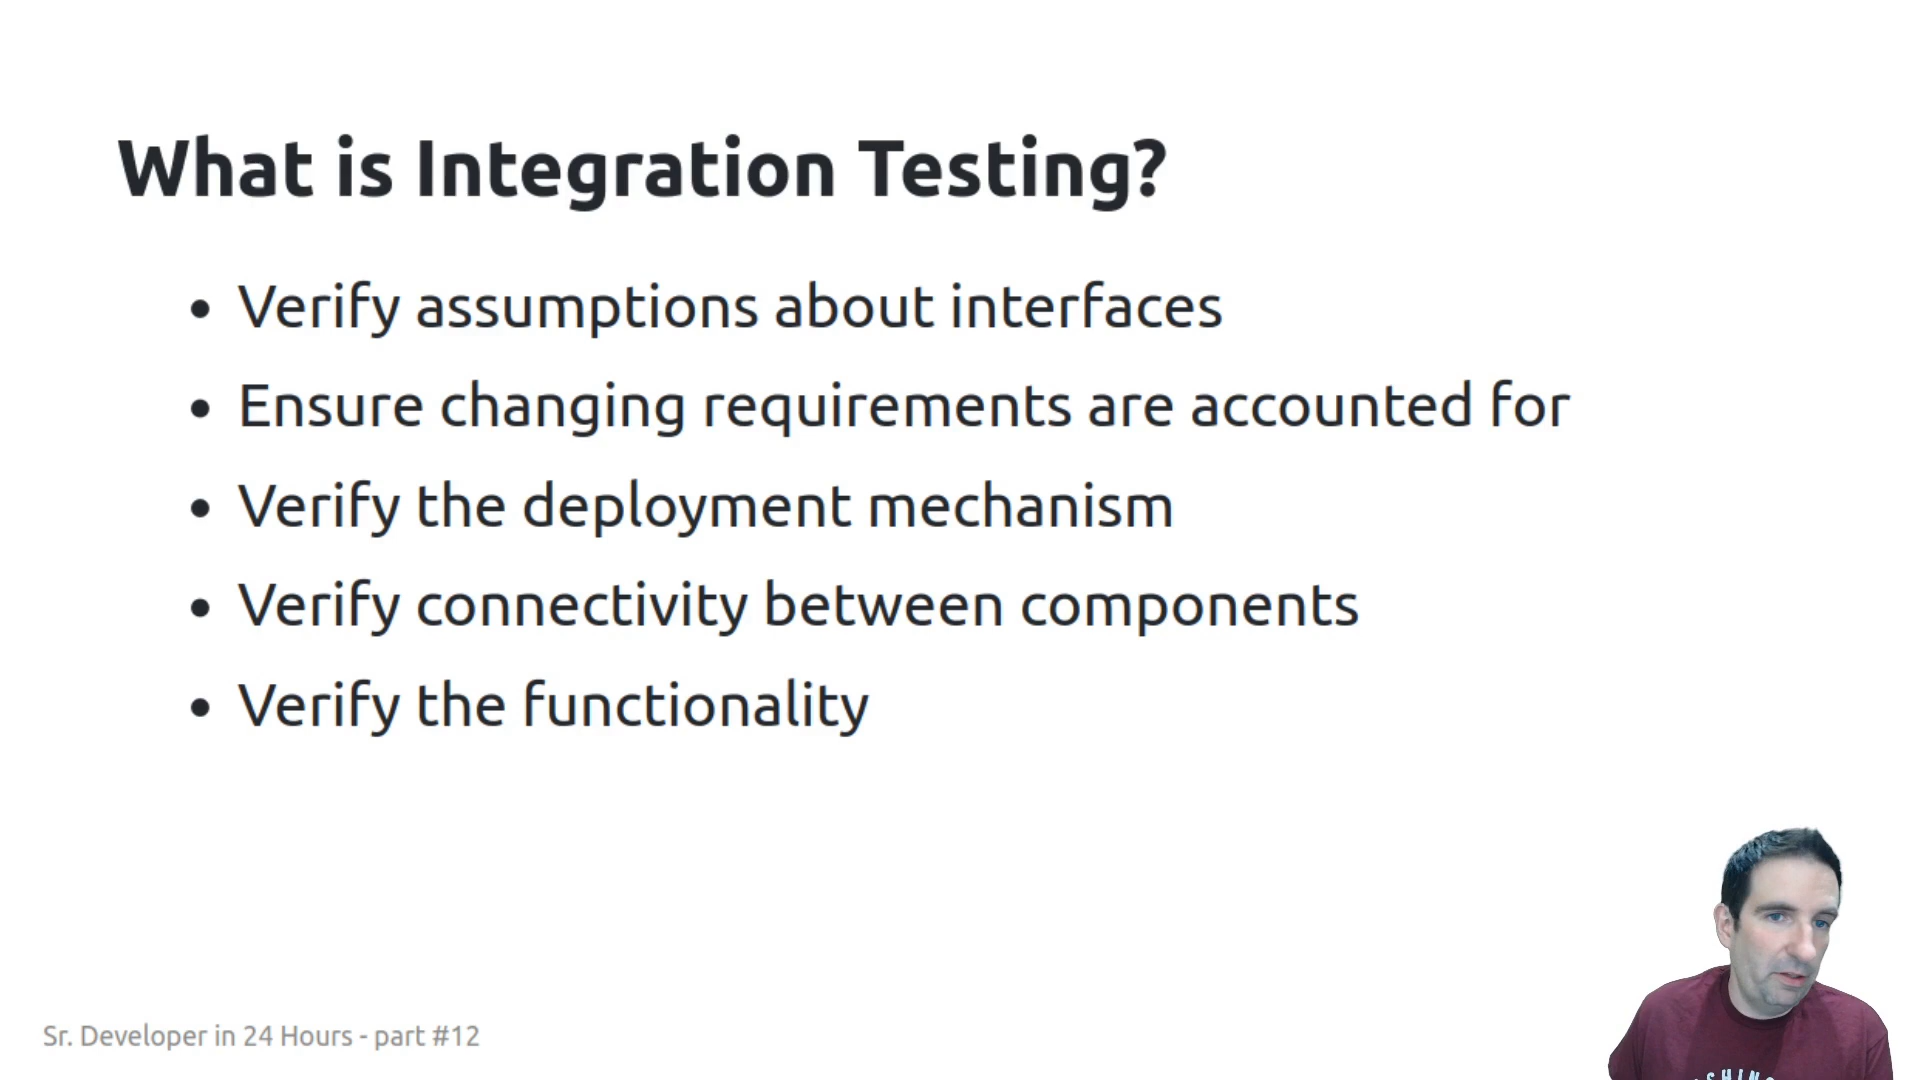 What is Integration Testing?
• Verify assumptions about interfaces
• Ensure changing requirements are accounted for
• Verify the deployment mechanism
• Verify connectivity between components
• Verify the functionality
Sr. Developer in 24 Hours - part #12